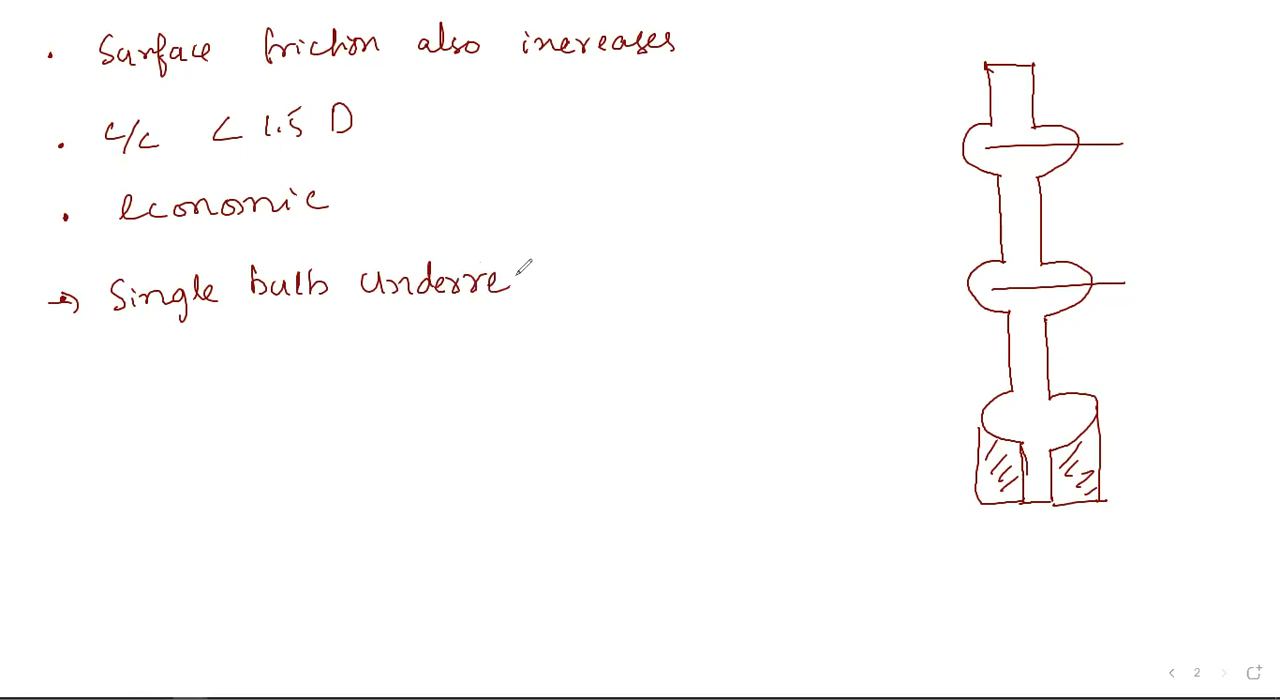 . Surface friction also increases
. c/c < 1.5 D
. economic
→ Single bulb underre
< 2 >